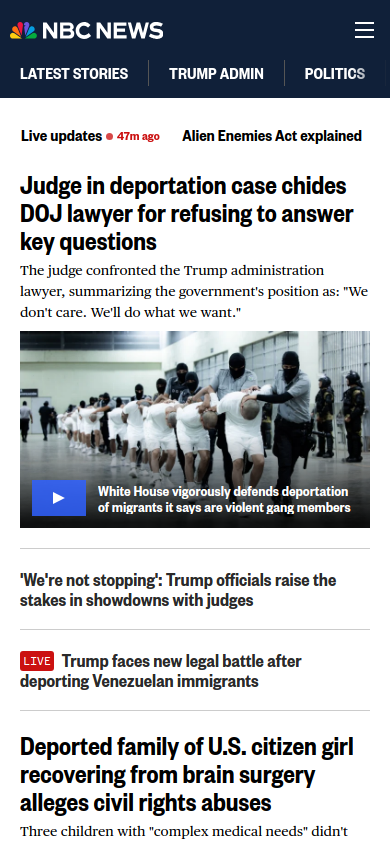 NBC NEWS
LATEST STORIES
TRUMP ADMIN
POLITICS
Live updates 47m ago
Alien Enemies Act explained
Judge in deportation case chides
DOJ lawyer for refusing to answer
key questions
The judge confronted the Trump administration
lawyer, summarizing the government's position as: "We
don't care. We'll do what we want."
White House vigorously defends deportation
of migrants it says are violent gang members
'We're not stopping': Trump officials raise the
stakes in showdowns with judges
LIVE Trump faces new legal battle after
deporting Venezuelan immigrants
Deported family of U.S. citizen girl
recovering from brain surgery
alleges civil rights abuses
Three children with "complex medical needs" didn't